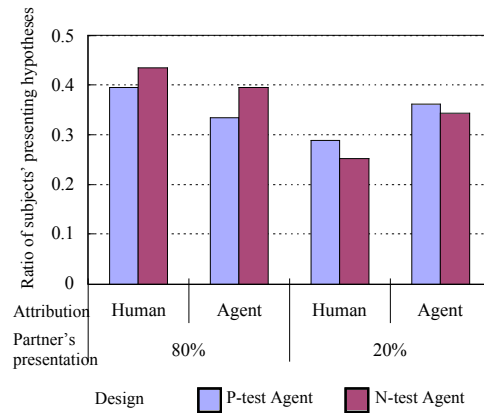 Ratio of subjects' presenting hypotheses
0.5
0.4
0.3
0.2
0.1
0
Attribution Human Agent Human Agent
Partner's
presentation 80% 20%
Design P-test Agent N-test Agent